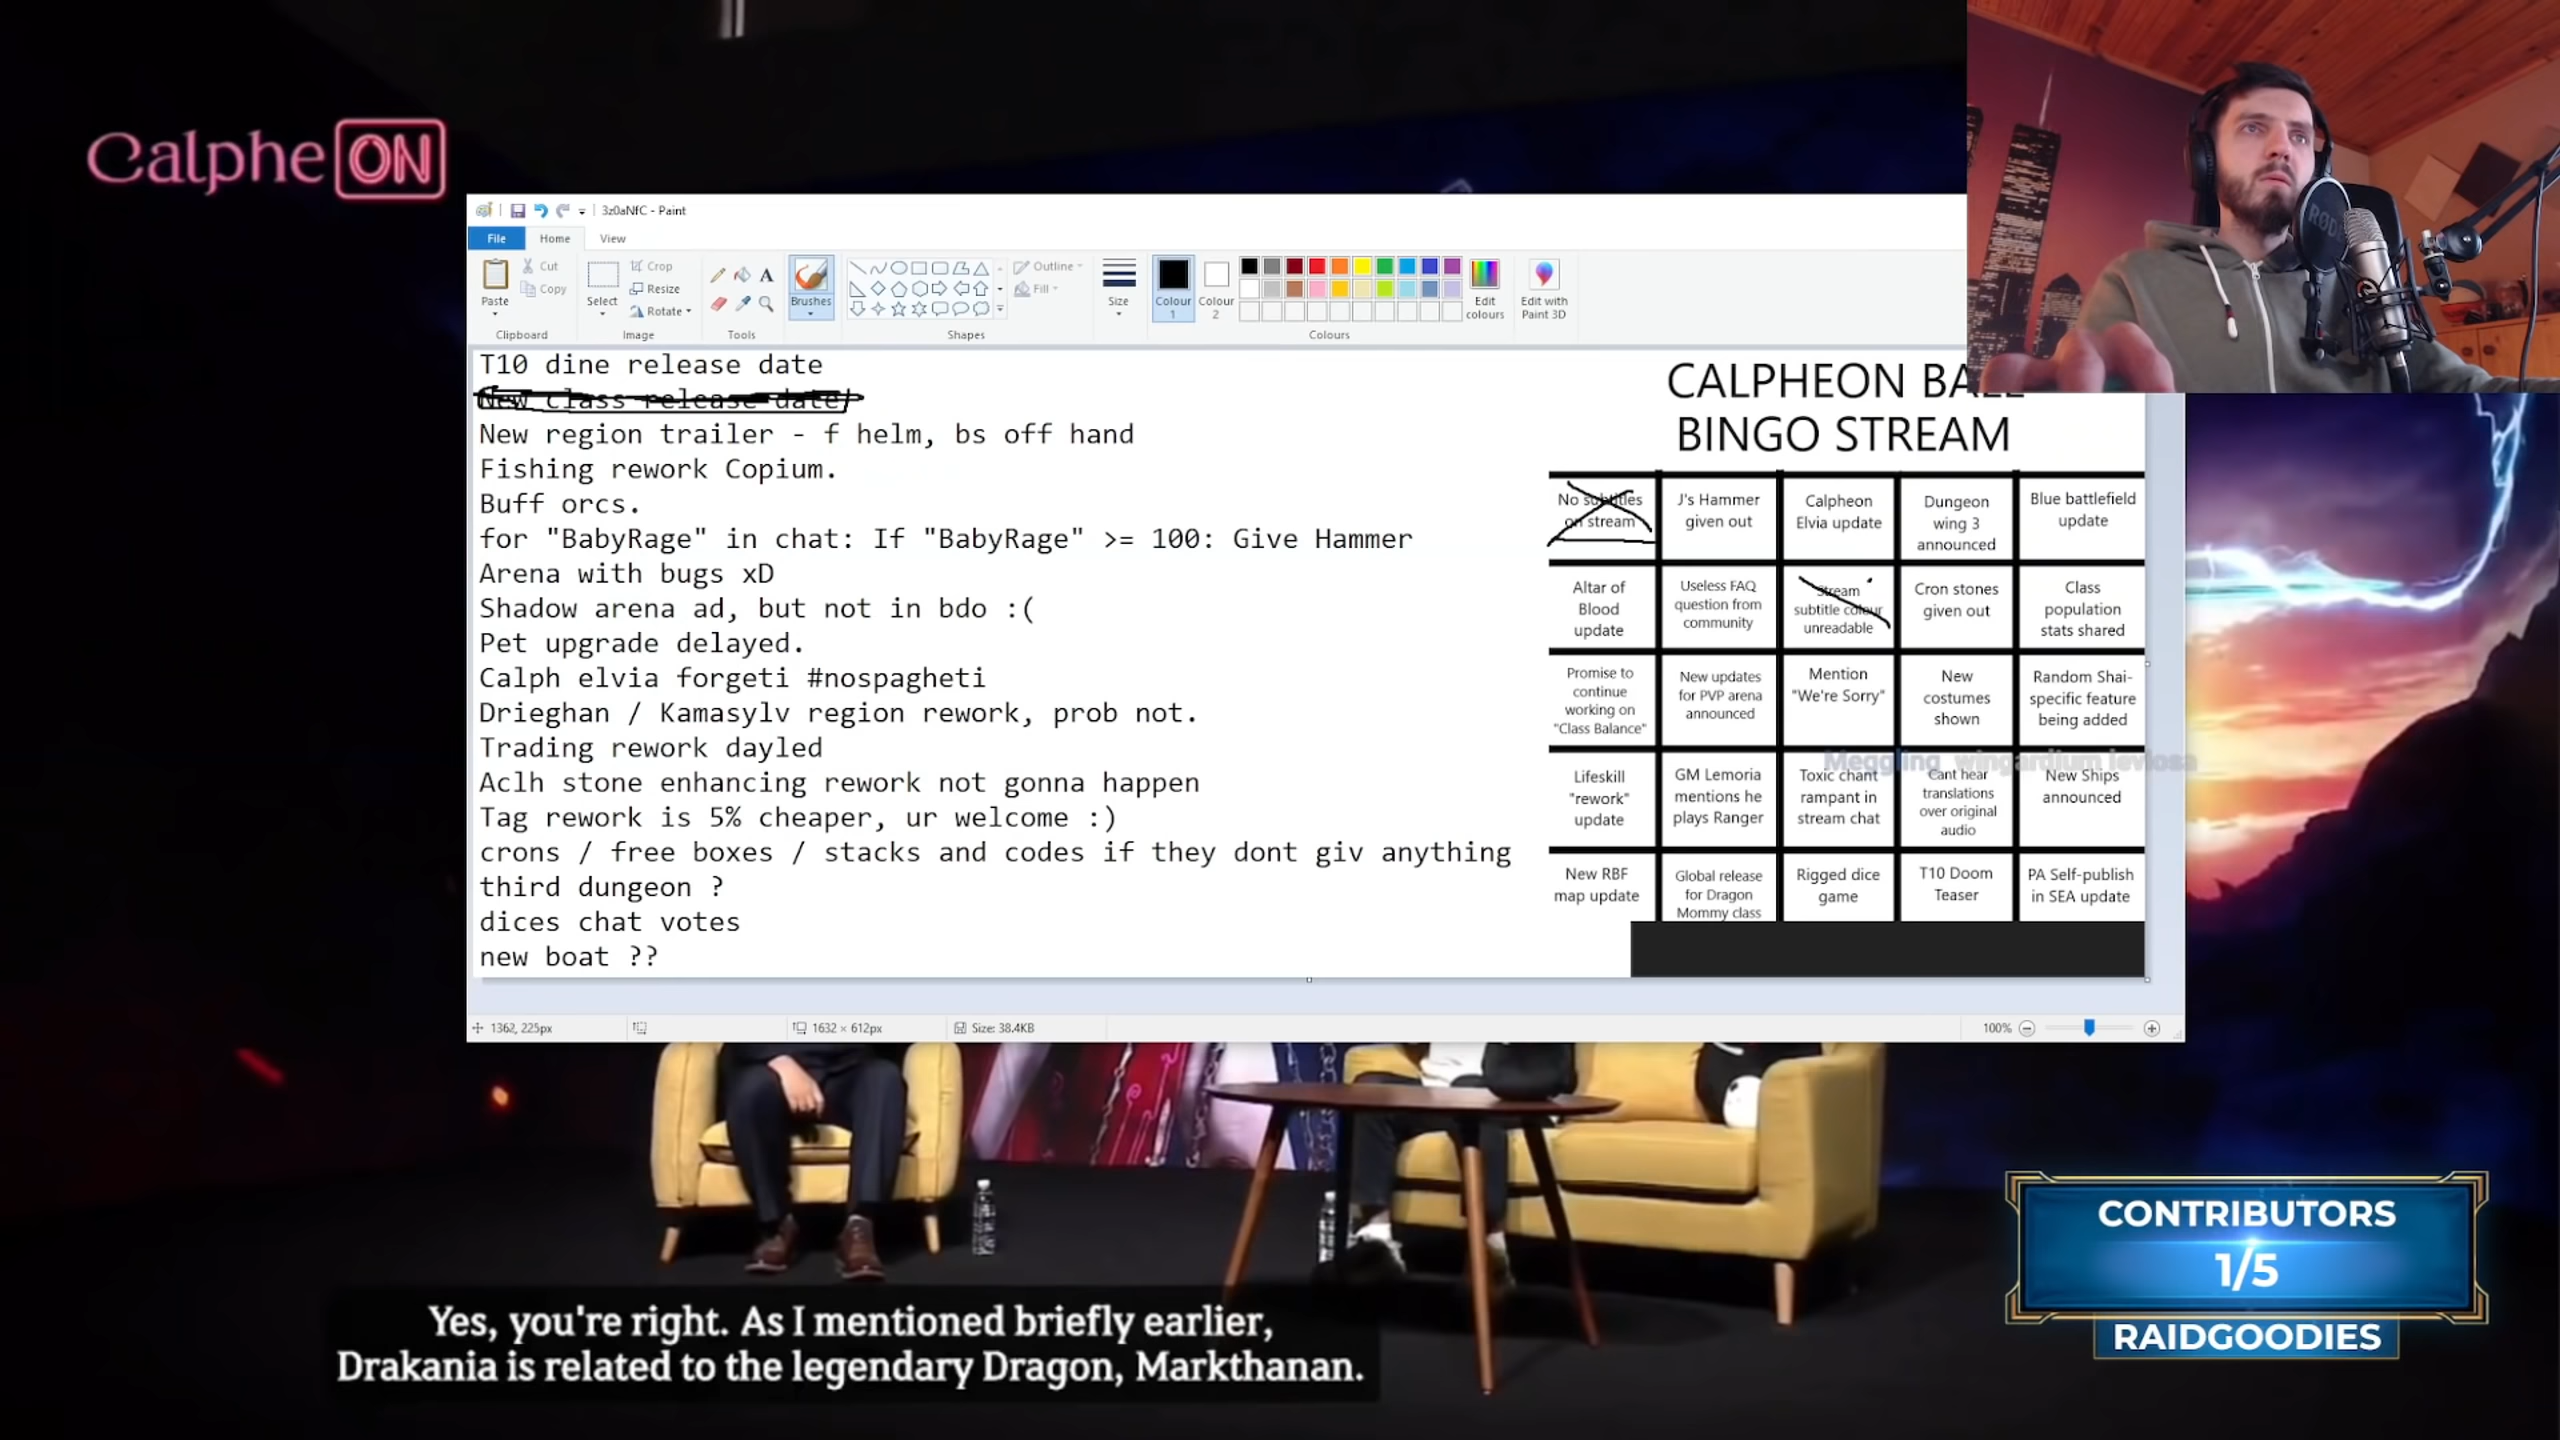 Calphe ON
3z0aNfC - Paint
File Home View
Paste
Cut
Copy
Clipboard
Select
Crop
Resize
Rotate
Image
Tools
Brushes
Outline
Fill
Shapes
Size
Colour 1
Colour 2
Edit colours
Edit with Paint 3D
Colours
RØDE
T10 dine release date
New class release date
New region trailer - f helm, bs off hand
Fishing rework Copium.
Buff orcs.
for "BabyRage" in chat: If "BabyRage" >= 100: Give Hammer
Arena with bugs xD
Shadow arena ad, but not in bdo :(
Pet upgrade delayed.
Calph elvia forgeti #nospagheti
Drieghan / Kamasylv region rework, prob not.
Trading rework dayled
Aclh stone enhancing rework not gonna happen
Tag rework is 5% cheaper, ur welcome :)
crons / free boxes / stacks and codes if they dont giv anything
third dungeon ?
dices chat votes
new boat ??
CALPHEON
BINGO STREAM
No subtitles
on stream
J's Hammer
given out
Calpheon
Elvia update
Dungeon
wing 3
announced
Blue battlefield
update
Altar of
Blood
update
Useless FAQ
question from
community
Stream
subtitle colour
unreadable
Cron stones
given out
Class
population
stats shared
Promise to
continue
working on
"Class Balance"
New updates
for PVP arena
announced
Mention
"We're Sorry"
New
costumes
shown
Random Shai-
specific feature
being added
Meggling wingardium leviosa
Lifeskill
"rework"
update
GM Lemoria
mentions he
plays Ranger
Toxic chant
rampant in
stream chat
Cant hear
translations
over original
audio
New Ships
announced
New RBF
map update
Global release
for Dragon
Mommy class
Rigged dice
game
T10 Doom
Teaser
PA Self-publish
in SEA update
1362, 225px
1632 × 612px
Size: 38.4KB
100%
Yes, you're right. As I mentioned briefly earlier,
Drakania is related to the legendary Dragon, Markthanan.
CONTRIBUTORS
1/5
RAIDGOODIES